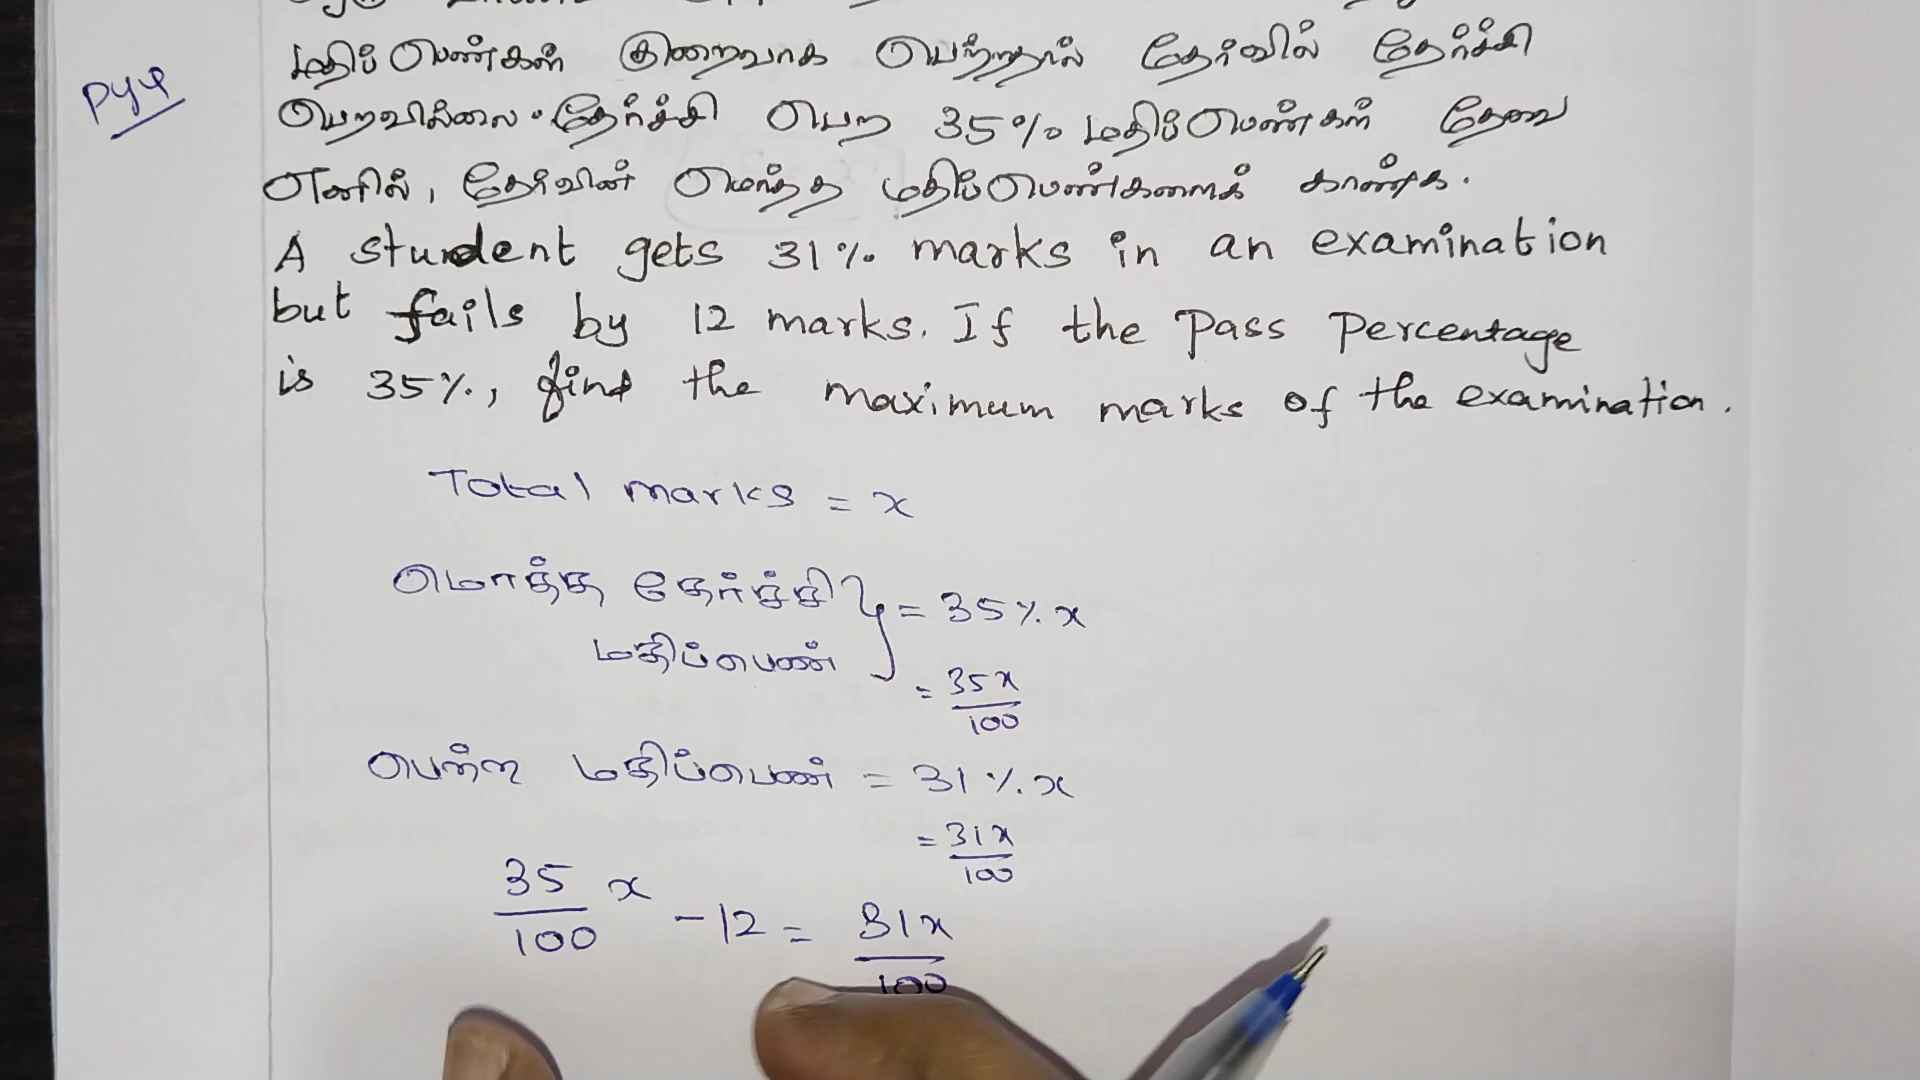 மதிப்பெண்கள் குறைவாக பெற்றதால் தேர்வில் தேர்ச்சி
PYQ
பெறவில்லை. தேர்ச்சி பெற 35% மதிப்பெண்கள் தேவை
எனில், தேர்வின் மொத்த மதிப்பெண்களைக் காண்க.
A student gets 31% marks in an examination
but fails by 12 marks. If the Pass Percentage
is 35%, find the maximum marks of the examination.
Total marks = x
மொத்த தேர்ச்சி } = 35% x
மதிப்பெண்
= 35x/100
பெற்ற மதிப்பெண் = 31% x
= 31x/100
35/100 x - 12 = 31x/100